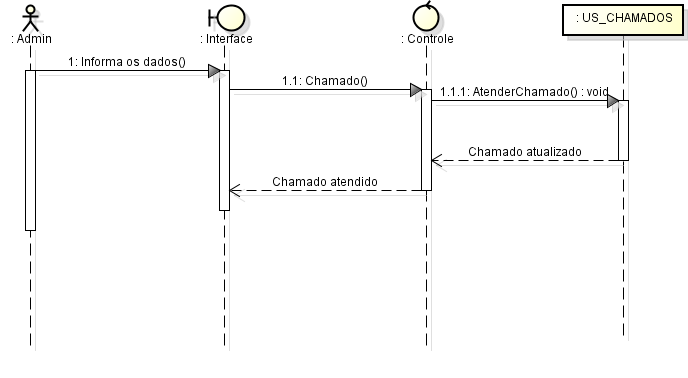 : Admin
: Interface
: Controle
: US_CHAMADOS
1: Informa os dados()
1.1: Chamado()
1.1.1: AtenderChamado() : void
Chamado atualizado
Chamado atendido